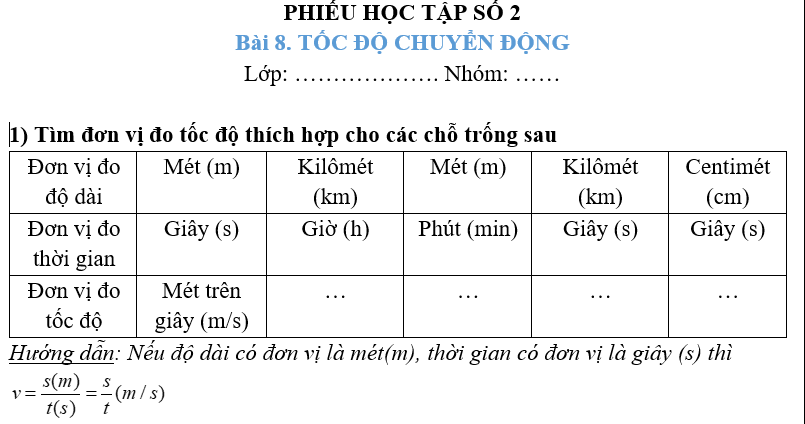 PHIẾU HỌC TẬP SỐ 2
Bài 8. TỐC ĐỘ CHUYỂN ĐỘNG
Lớp: ………………. Nhóm: ……
1) Tìm đơn vị đo tốc độ thích hợp cho các chỗ trống sau
Đơn vị đo độ dài | Mét (m) | Kilômét (km) | Mét (m) | Kilômét (km) | Centimét (cm)
Đơn vị đo thời gian | Giây (s) | Giờ (h) | Phút (min) | Giây (s) | Giây (s)
Đơn vị đo tốc độ | Mét trên giây (m/s) | … | … | … | …
Hướng dẫn: Nếu độ dài có đơn vị là mét(m), thời gian có đơn vị là giây (s) thì
v = s(m)/t(s) = s/t (m / s)